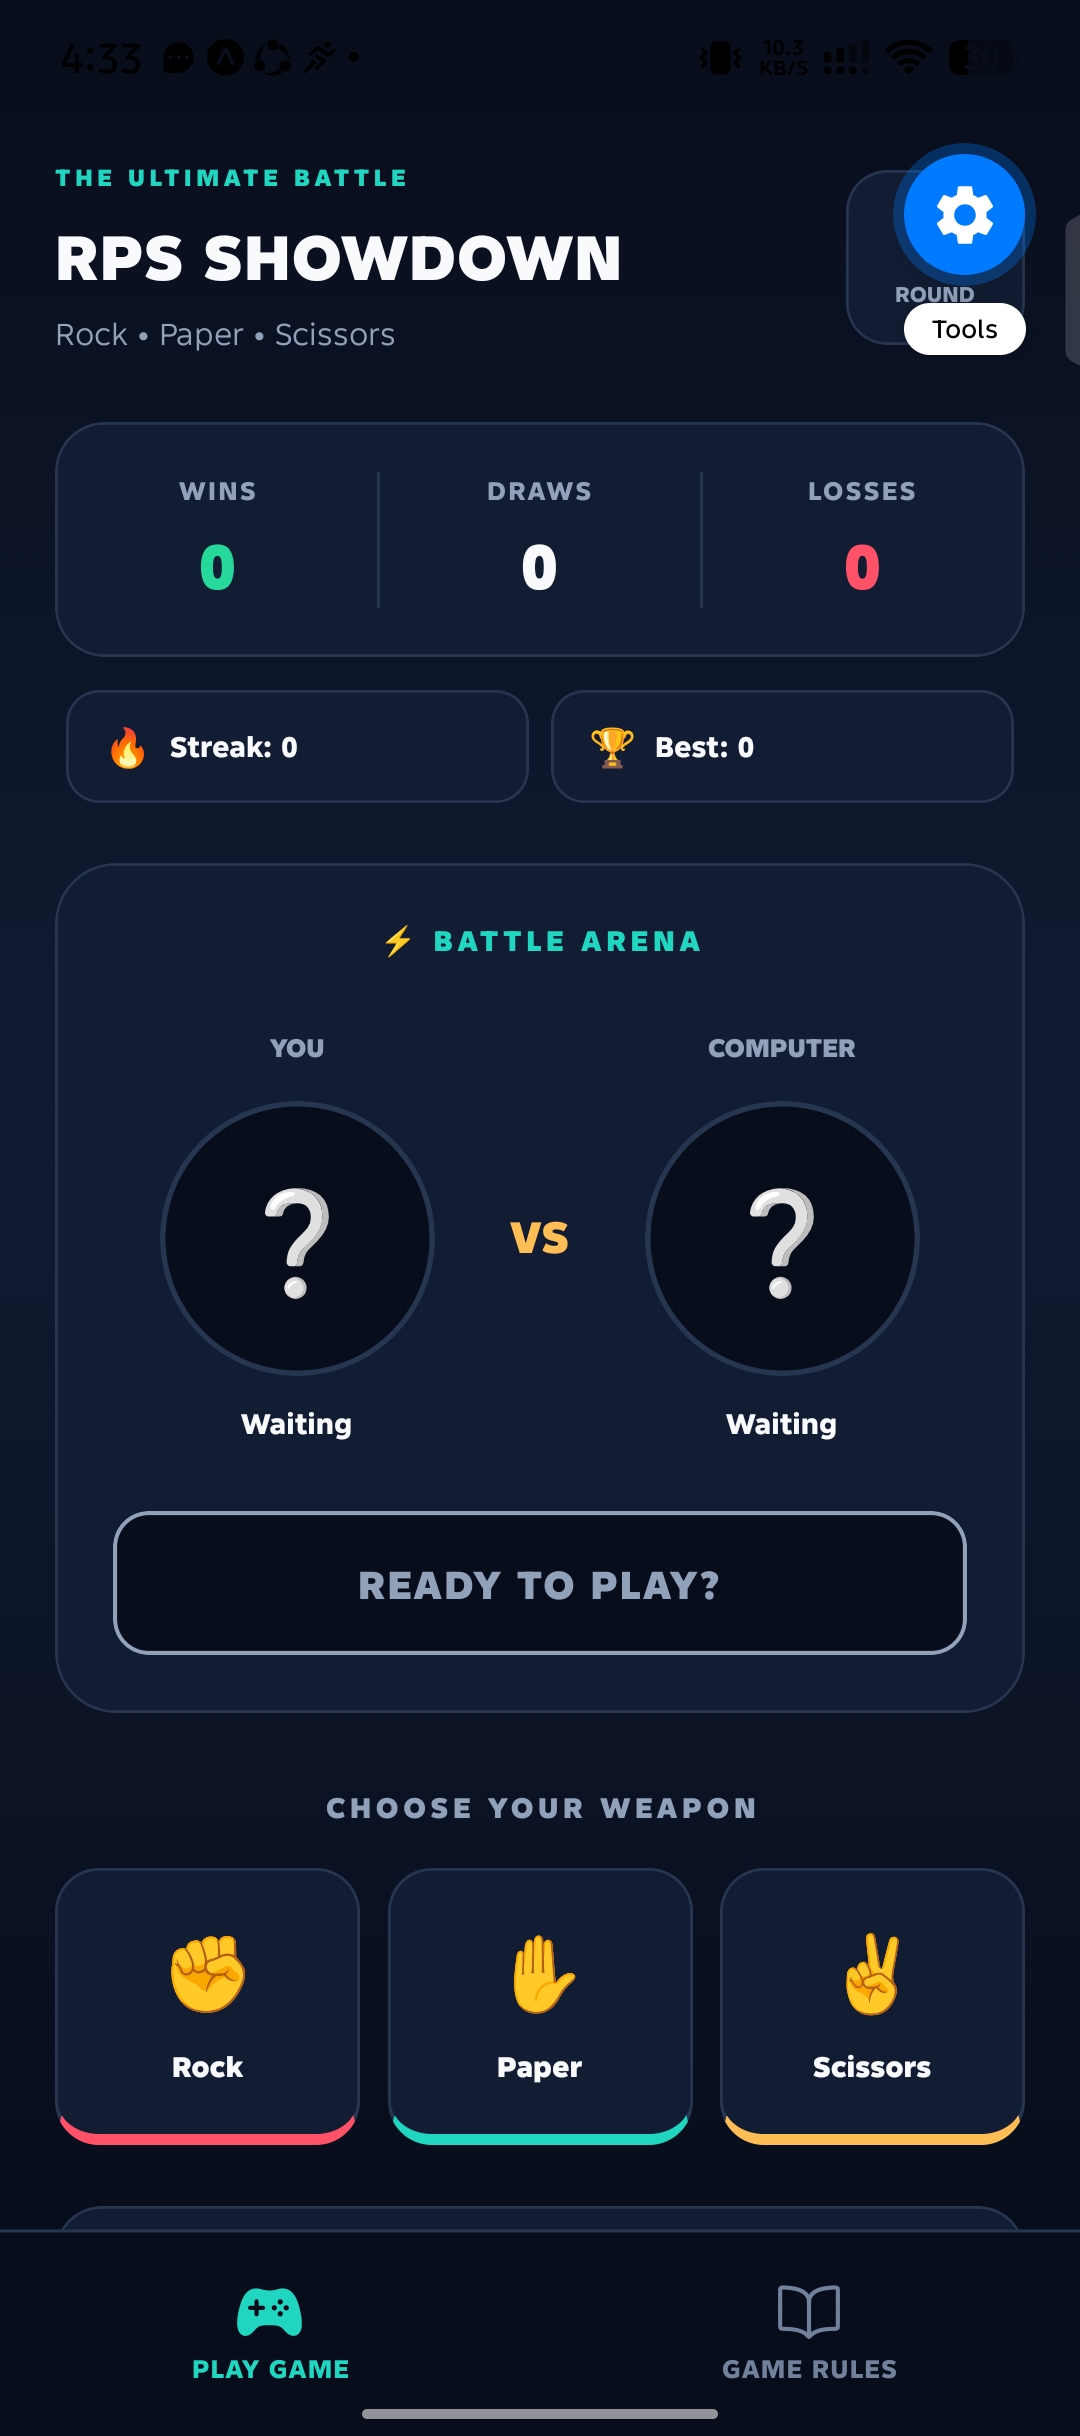 4:33
10.3
KB/S
30
THE ULTIMATE BATTLE
RPS SHOWDOWN
Rock • Paper • Scissors
ROUND
Tools
WINS
DRAWS
LOSSES
0
0
0
Streak: 0
Best: 0
BATTLE ARENA
YOU
COMPUTER
VS
Waiting
Waiting
READY TO PLAY?
CHOOSE YOUR WEAPON
Rock
Paper
Scissors
PLAY GAME
GAME RULES